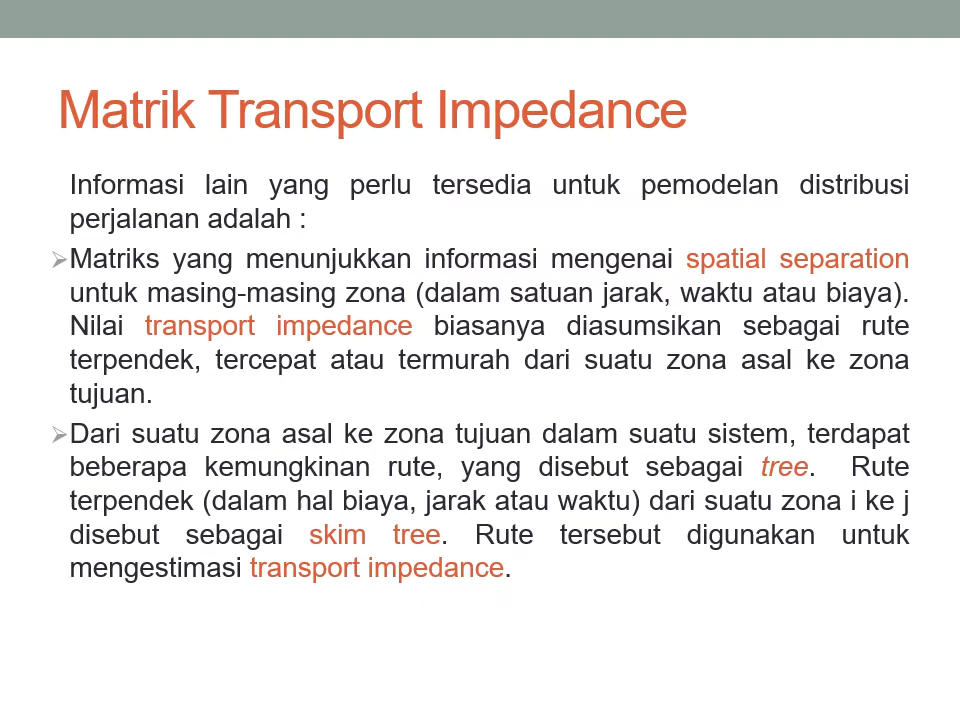 Matrik Transport Impedance
Informasi lain yang perlu tersedia untuk pemodelan distribusi
perjalanan adalah :
➢Matriks yang menunjukkan informasi mengenai spatial separation
untuk masing-masing zona (dalam satuan jarak, waktu atau biaya).
Nilai transport impedance biasanya diasumsikan sebagai rute
terpendek, tercepat atau termurah dari suatu zona asal ke zona
tujuan.
➢Dari suatu zona asal ke zona tujuan dalam suatu sistem, terdapat
beberapa kemungkinan rute, yang disebut sebagai tree. Rute
terpendek (dalam hal biaya, jarak atau waktu) dari suatu zona i ke j
disebut sebagai skim tree. Rute tersebut digunakan untuk
mengestimasi transport impedance.